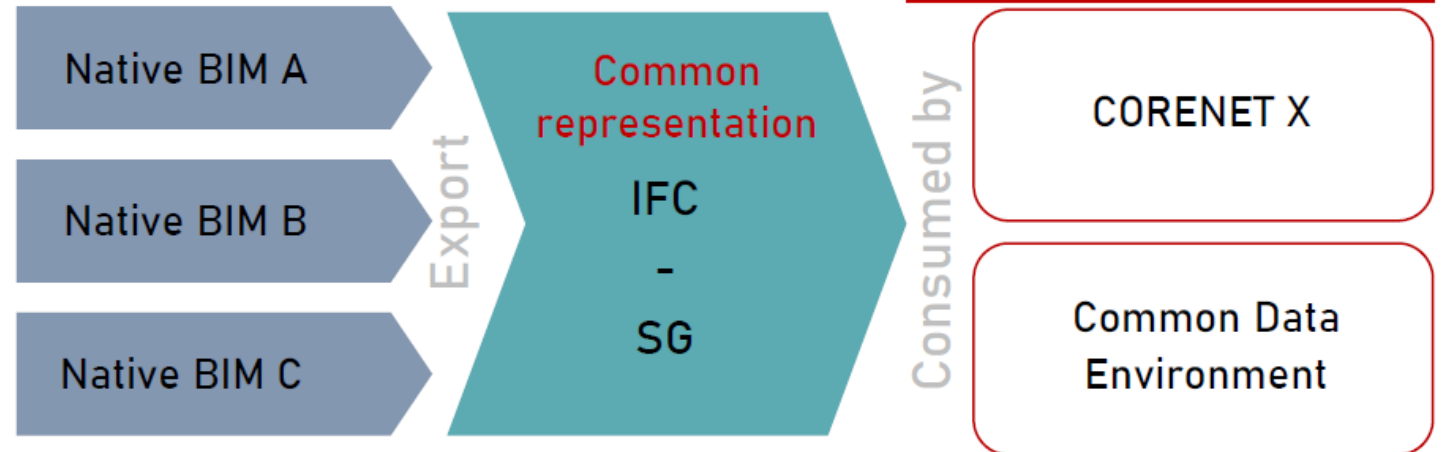 Native BIM A
Native BIM B
Native BIM C
Export
Common
representation
IFC
-
SG
Consumed by
CORENET X
Common Data
Environment